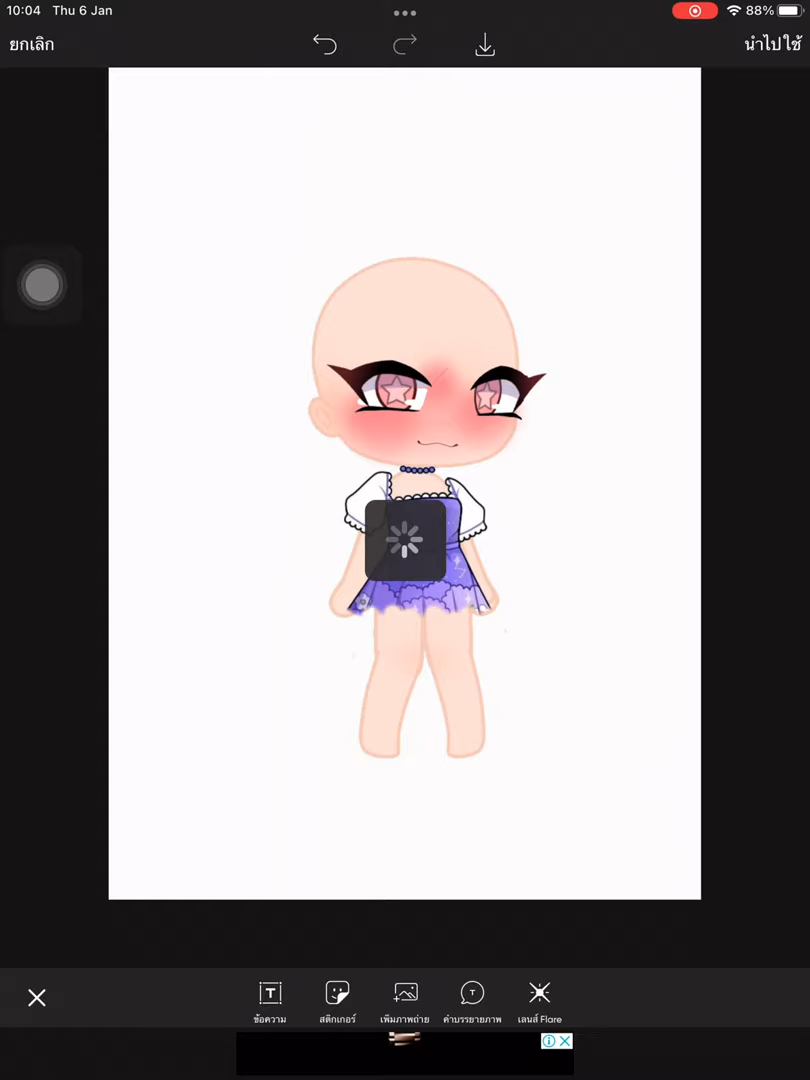 10:04 Thu 6 Jan 88%
ยกเลิก นำไปใช้
T T
ข้อความ สติกเกอร์ เพิ่มภาพถ่าย คำบรรยายภาพ เลนส์ Flare